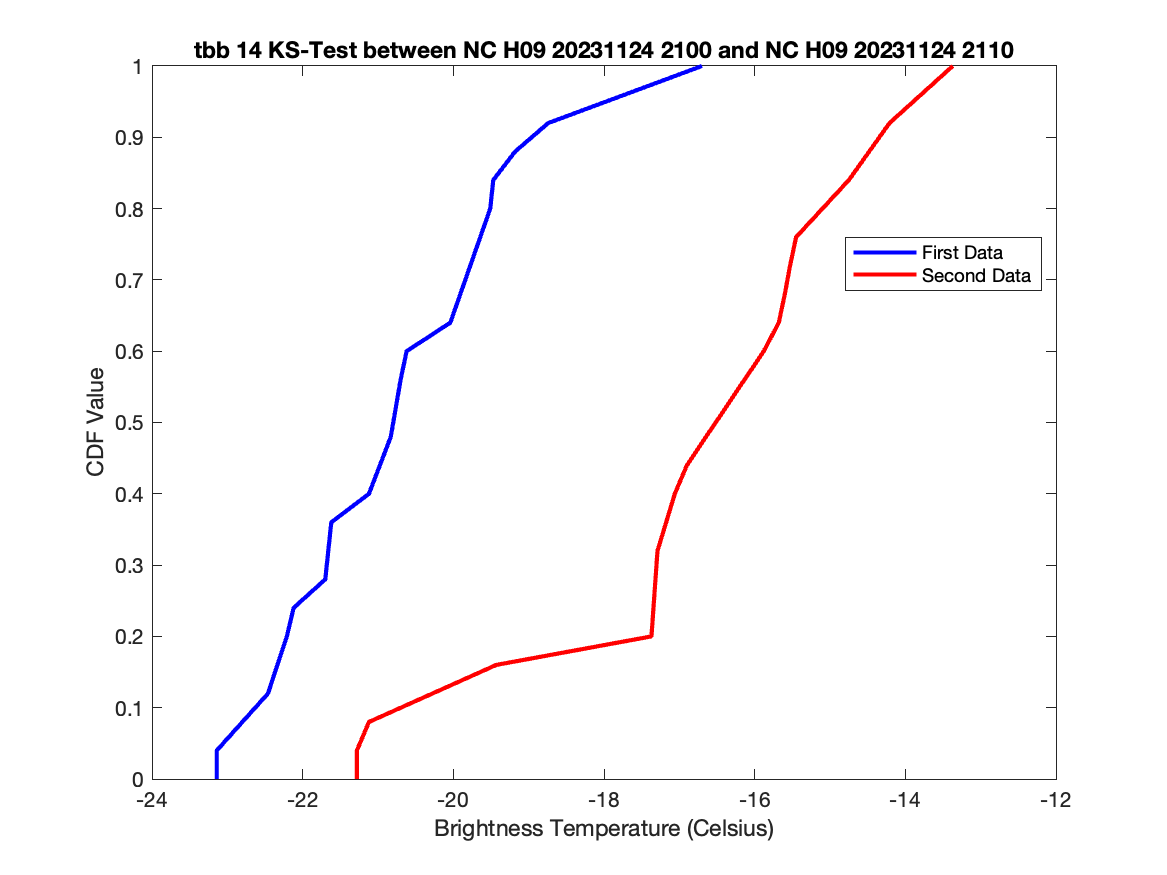 tbb 14 KS-Test between NC H09 20231124 2100 and NC H09 20231124 2110
1
0.9
0.8
0.7
0.6
0.5
0.4
0.3
0.2
0.1
0
CDF Value
First Data
Second Data
-24 -22 -20 -18 -16 -14 -12
Brightness Temperature (Celsius)